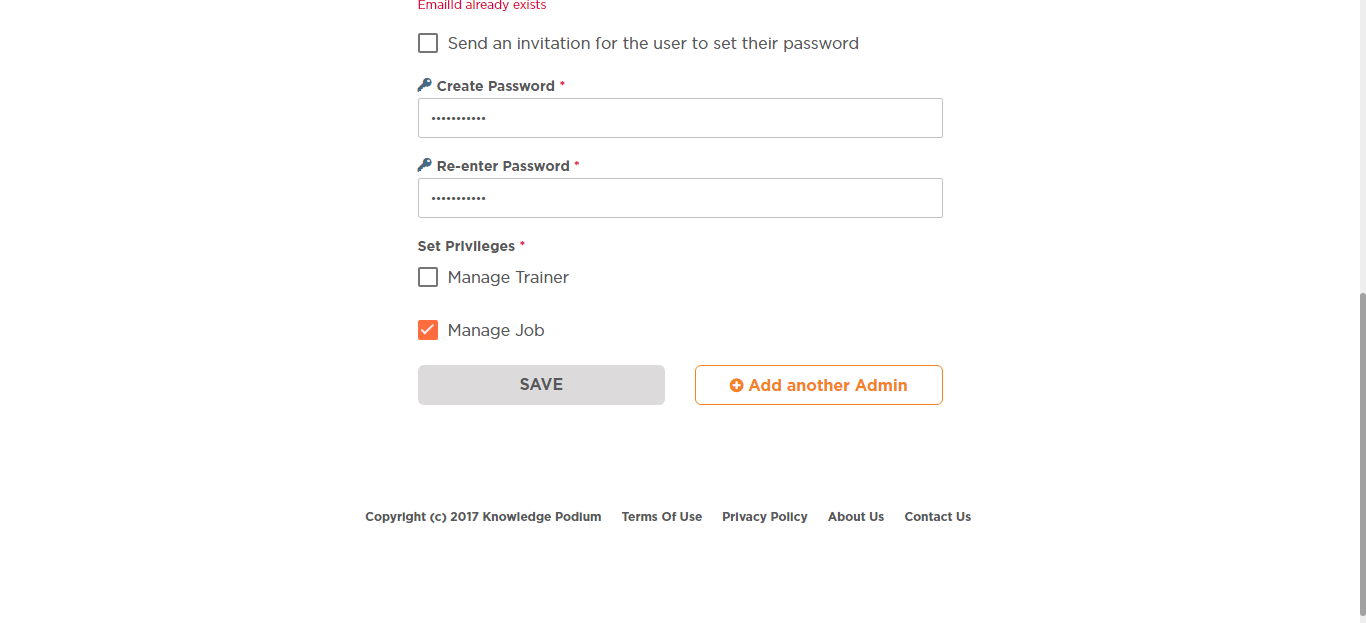 EmailId already exists
Send an invitation for the user to set their password
Create Password *
•••••••••••
Re-enter Password *
•••••••••••
Set Privileges *
Manage Trainer
Manage Job
SAVE
Add another Admin
Copyright (c) 2017 Knowledge Podium Terms Of Use Privacy Policy About Us Contact Us